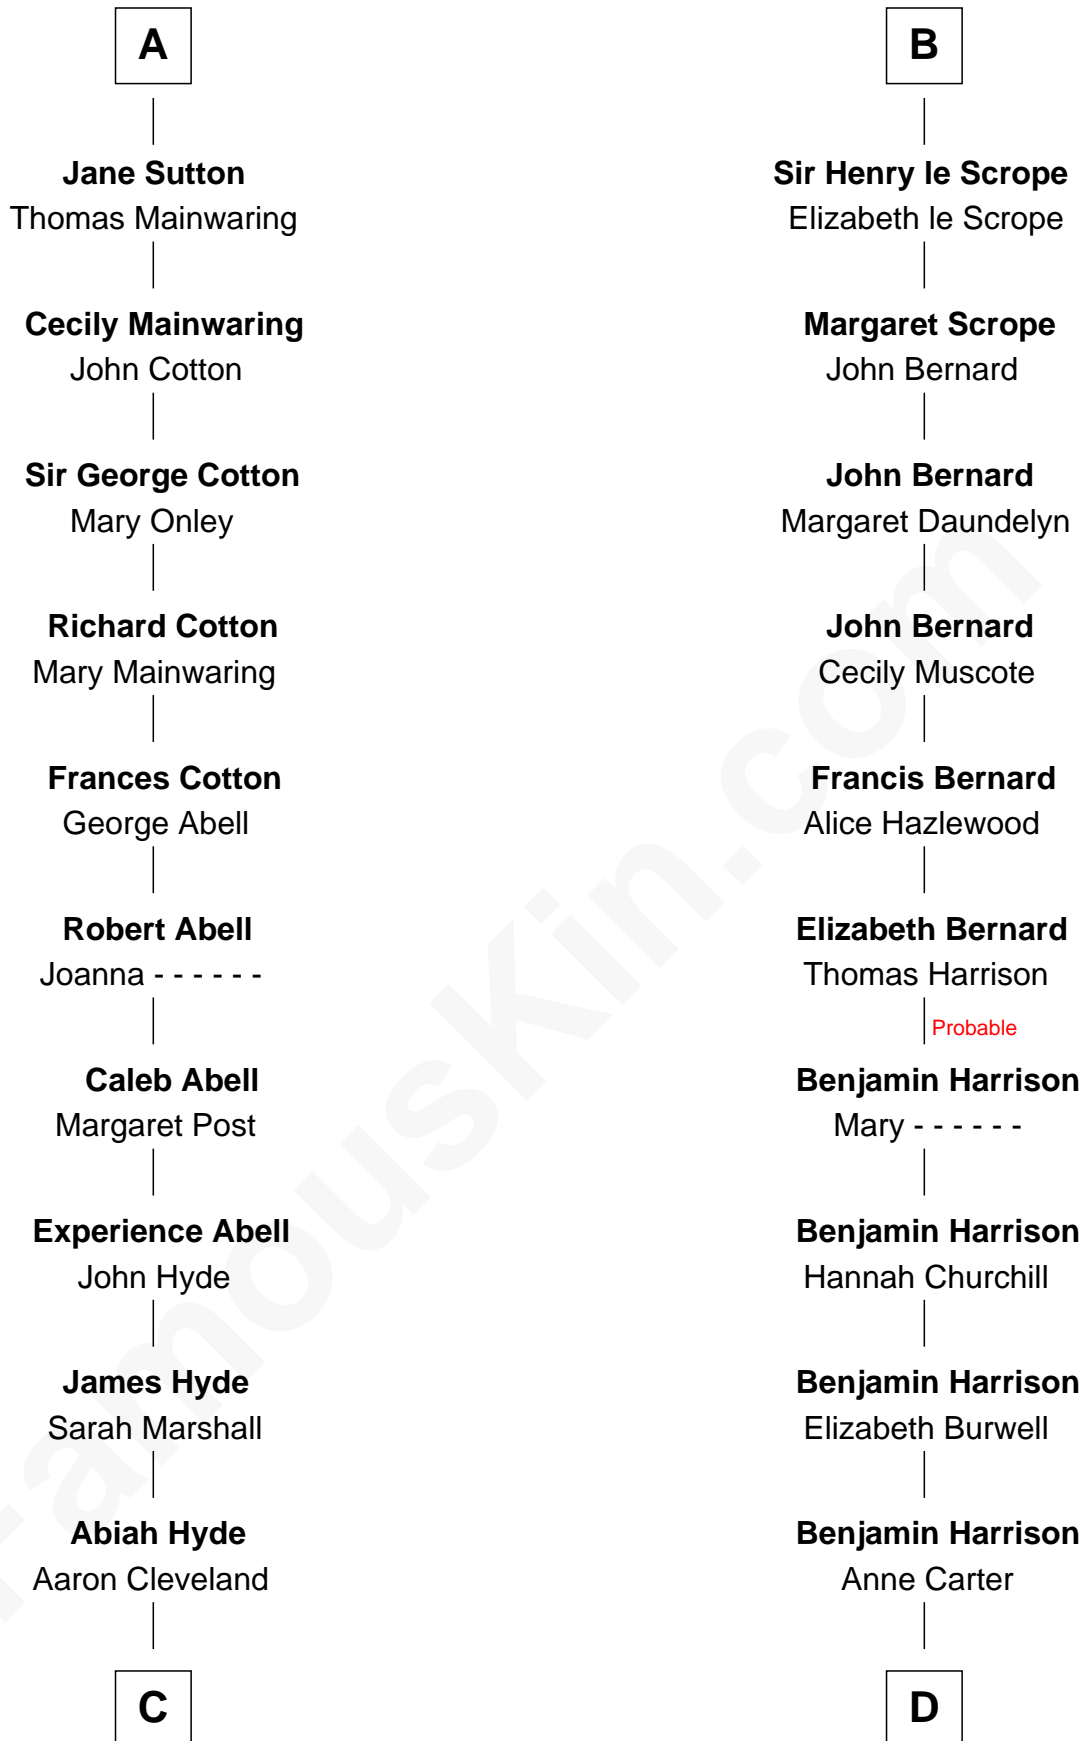 A
Jane Sutton
Thomas Mainwaring
Cecily Mainwaring
John Cotton
Sir George Cotton
Mary Onley
Richard Cotton
Mary Mainwaring
Frances Cotton
George Abell
Robert Abell
Joanna - - - - - -
Caleb Abell
Margaret Post
Experience Abell
John Hyde
James Hyde
Sarah Marshall
Abiah Hyde
Aaron Cleveland
C
B
Sir Henry le Scrope
Elizabeth le Scrope
Margaret Scrope
John Bernard
John Bernard
Margaret Daundelyn
John Bernard
Cecily Muscote
Francis Bernard
Alice Hazlewood
Elizabeth Bernard
Thomas Harrison
Probable
Benjamin Harrison
Mary - - - - - -
Benjamin Harrison
Hannah Churchill
Benjamin Harrison
Elizabeth Burwell
Benjamin Harrison
Anne Carter
D
FamousKin.com